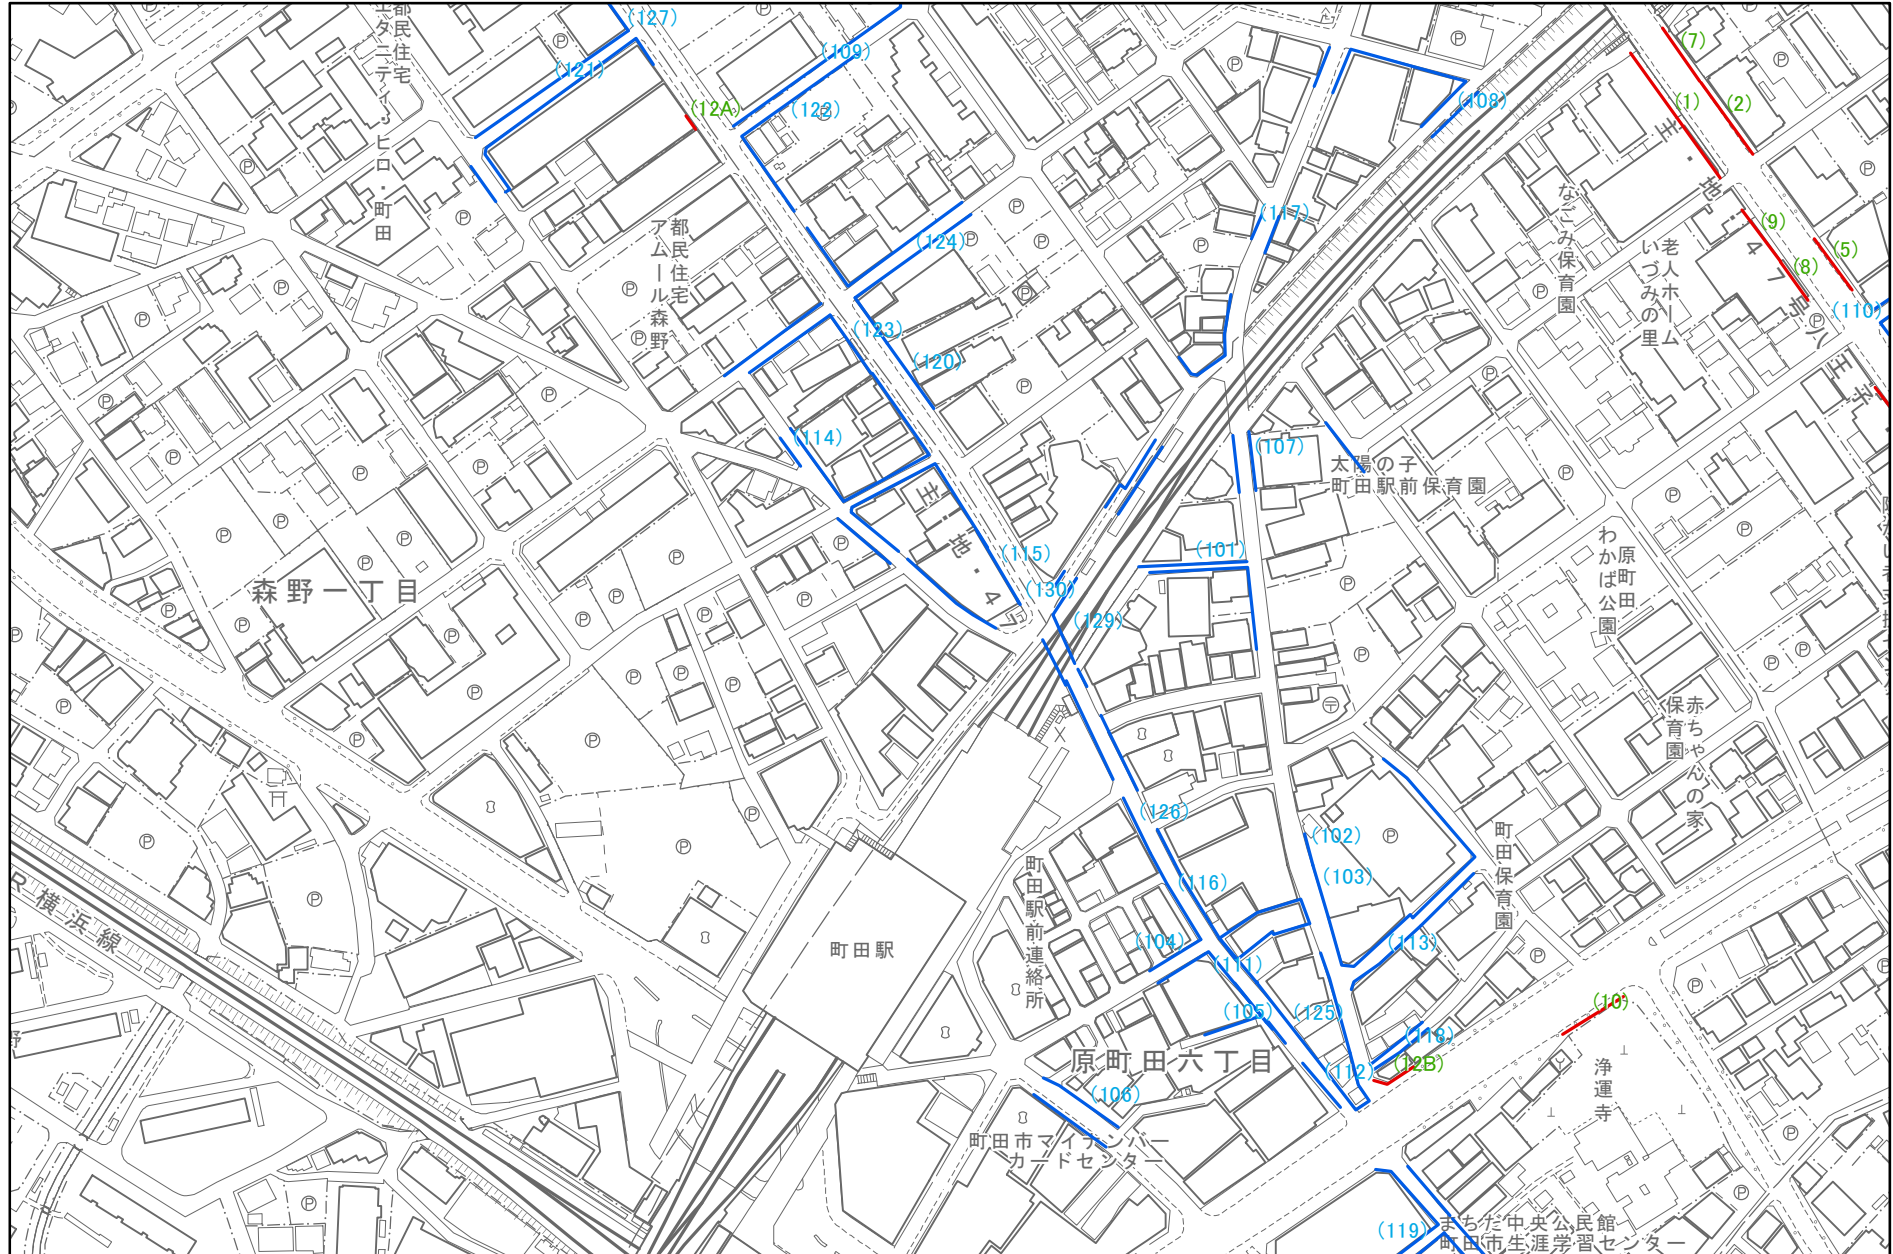 (127)
(7)
都民住宅
エタニティ・ヒロ・町田
(109)
(121)
(1)
(2)
(108)
(12A)
(122)
主・地・47号八王子
なごみ保育園
(117)
(9)
(5)
(124)
都民住宅
アムール森野
老人ホーム
いづみの里
(8)
(110)
(123)
(120)
(114)
(107)
太陽の子
町田駅前保育園
主・地・47
(115)
(101)
原町田
わかば公園
森野一丁目
(130)
(129)
赤ちゃんの家
保育園
(126)
(102)
町田保育園
(103)
(116)
町田駅前連絡所
JR横浜線
町田駅
(104)
(113)
(111)
(105)
(125)
(10)
(118)
原町田六丁目
(12B)
(112)
浄運寺
(106)
町田市マイナンバー
カードセンター
(119)
まちだ中央公民館
町田市生涯学習センター